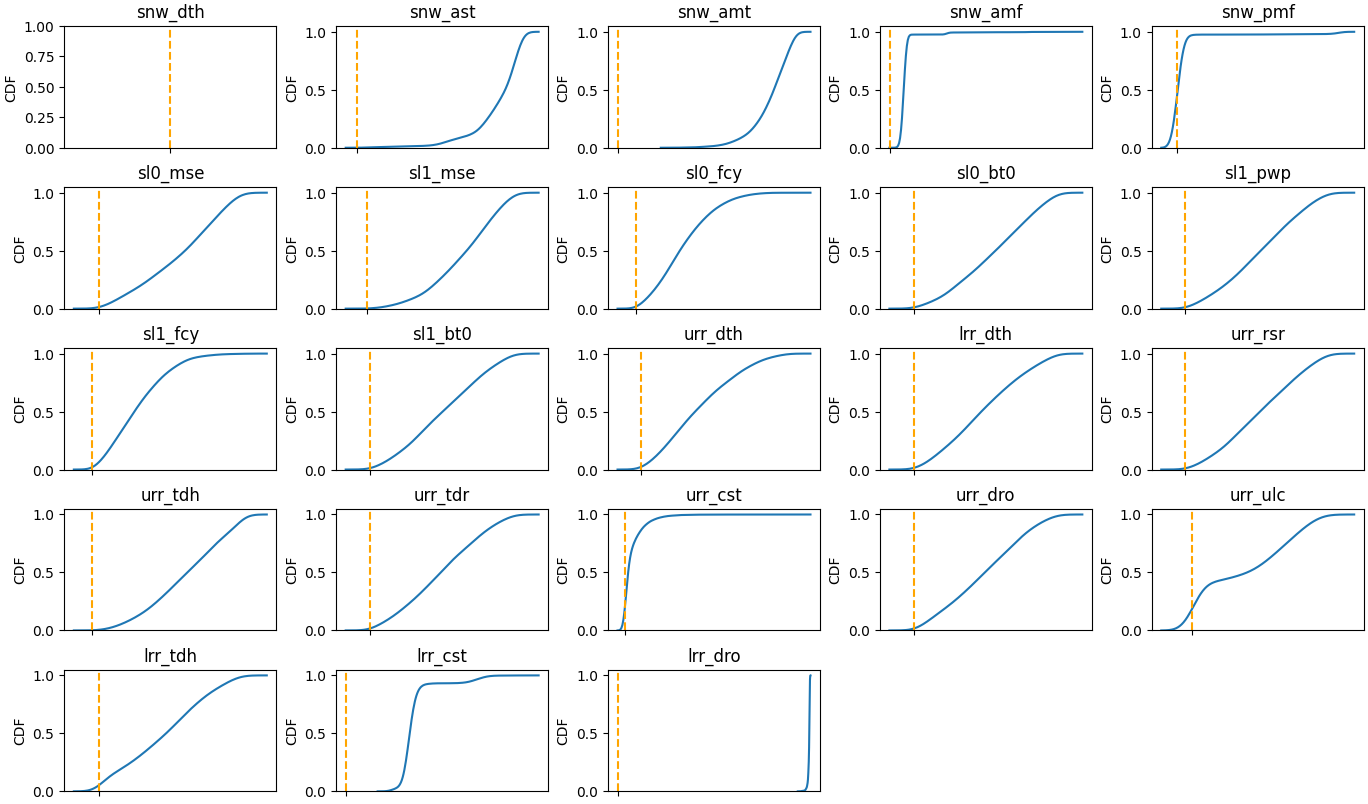 snw_dth snw_ast snw_amt snw_amf snw_pmf
CDF 1.00 0.75 0.50 0.25 0.00 CDF 1.0 0.5 0.0 CDF 1.0 0.5 0.0 CDF 1.0 0.5 0.0 CDF 1.0 0.5 0.0
sl0_mse sl1_mse sl0_fcy sl0_bt0 sl1_pwp
CDF 1.0 0.5 0.0 CDF 1.0 0.5 0.0 CDF 1.0 0.5 0.0 CDF 1.0 0.5 0.0 CDF 1.0 0.5 0.0
sl1_fcy sl1_bt0 urr_dth lrr_dth urr_rsr
CDF 1.0 0.5 0.0 CDF 1.0 0.5 0.0 CDF 1.0 0.5 0.0 CDF 1.0 0.5 0.0 CDF 1.0 0.5 0.0
urr_tdh urr_tdr urr_cst urr_dro urr_ulc
CDF 1.0 0.5 0.0 CDF 1.0 0.5 0.0 CDF 1.0 0.5 0.0 CDF 1.0 0.5 0.0 CDF 1.0 0.5 0.0
lrr_tdh lrr_cst lrr_dro
CDF 1.0 0.5 0.0 CDF 1.0 0.5 0.0 CDF 1.0 0.5 0.0